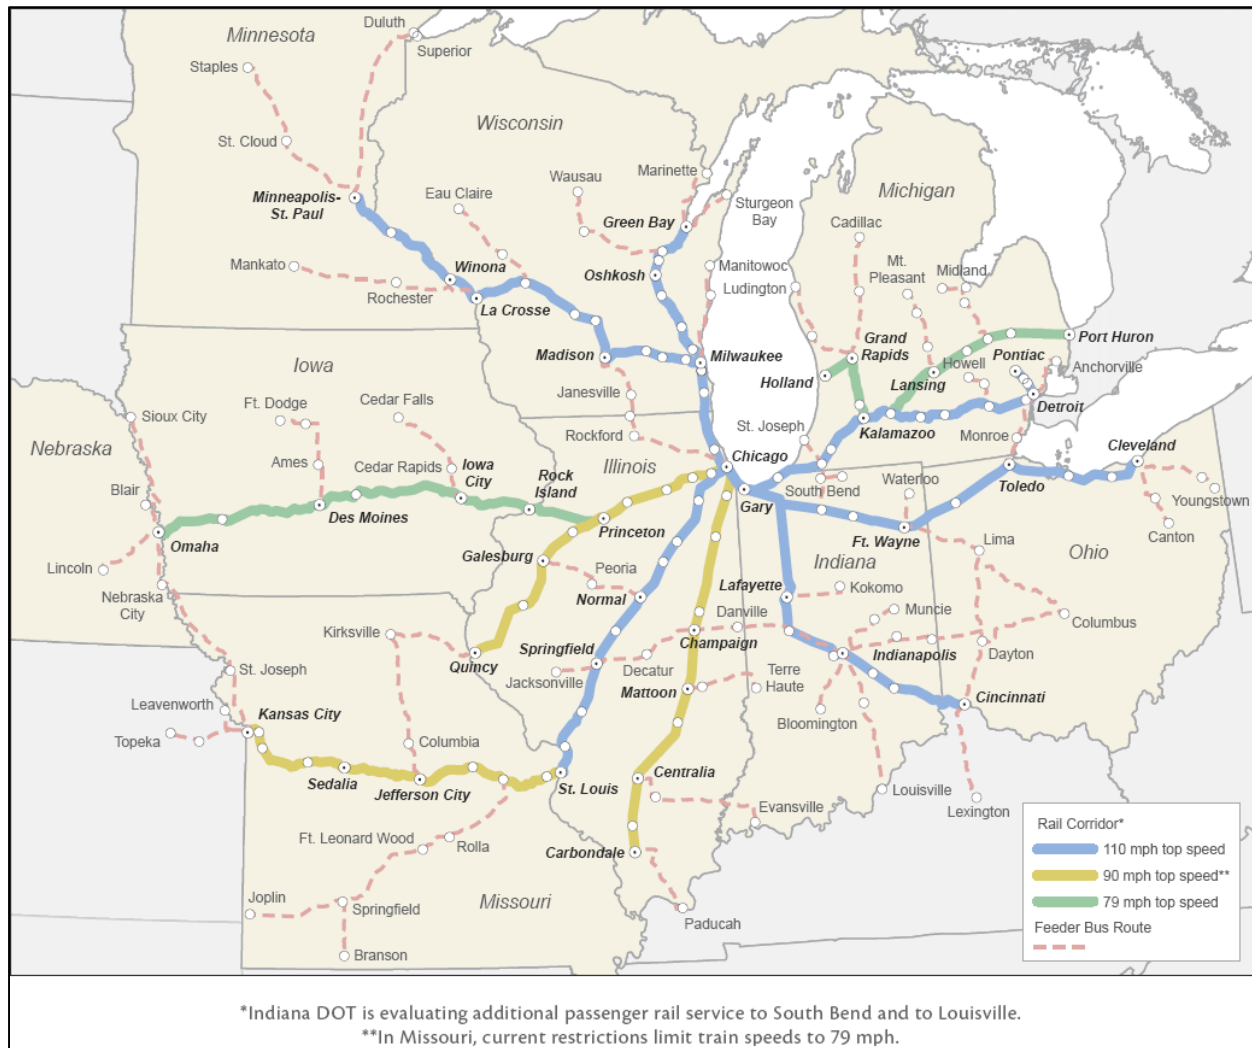 Duluth
Minnesota
Superior
Staples
Wisconsin
St. Cloud
Marinette
Wausau
Michigan
Eau Claire
Minneapolis-
St. Paul
Sturgeon
Bay
Green Bay
Cadillac
Mankato
Winona
Oshkosh
Manitowoc
Mt.
Pleasant
Midland
Ludington
Rochester
La Crosse
Grand
Rapids
Port Huron
Madison
Milwaukee
Pontiac
Howell
Anchorville
Iowa
Holland
Lansing
Janesville
Detroit
Sioux City
Ft. Dodge
Cedar Falls
St. Joseph
Kalamazoo
Monroe
Rockford
Cleveland
Nebraska
Chicago
Ames
Cedar Rapids
Iowa
City
Rock
Island
Illinois
Toledo
Blair
South Bend
Waterloo
Gary
Youngstown
Des Moines
Princeton
Omaha
Ft. Wayne
Lima
Canton
Galesburg
Ohio
Lincoln
Peoria
Indiana
Nebraska
City
Normal
Lafayette
Kokomo
Danville
Muncie
Columbus
Kirksville
Springfield
Champaign
Indianapolis
Dayton
Quincy
Decatur
St. Joseph
Jacksonville
Mattoon
Terre
Haute
Leavenworth
Cincinnati
Kansas City
Bloomington
Topeka
Columbia
Sedalia
Jefferson City
St. Louis
Centralia
Louisville
Evansville
Lexington
Ft. Leonard Wood
Rolla
Carbondale
Joplin
Springfield
Missouri
Paducah
Branson
Rail Corridor*
110 mph top speed
90 mph top speed**
79 mph top speed
Feeder Bus Route
*Indiana DOT is evaluating additional passenger rail service to South Bend and to Louisville.
**In Missouri, current restrictions limit train speeds to 79 mph.